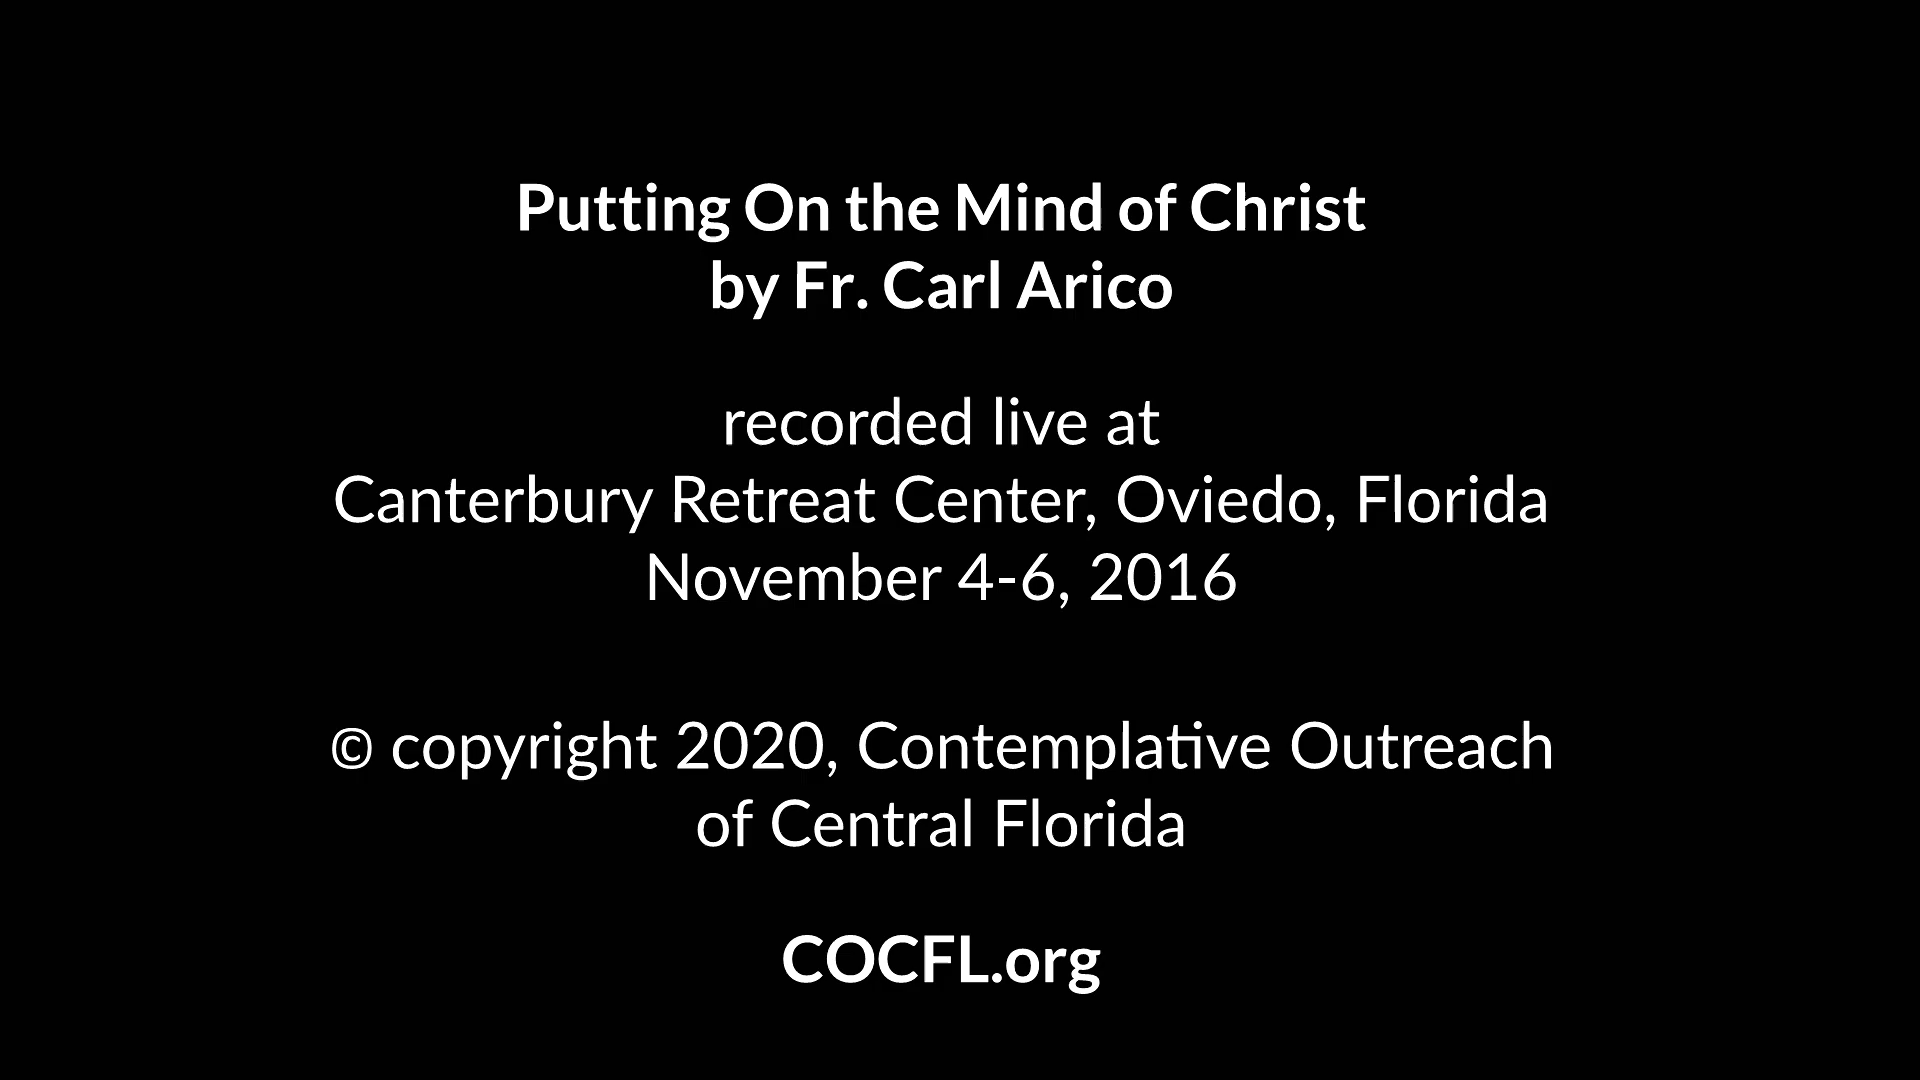 Putting On the Mind of Christ
by Fr. Carl Arico
recorded live at
Canterbury Retreat Center, Oviedo, Florida
November 4-6, 2016
© copyright 2020, Contemplative Outreach
of Central Florida
COCFL.org